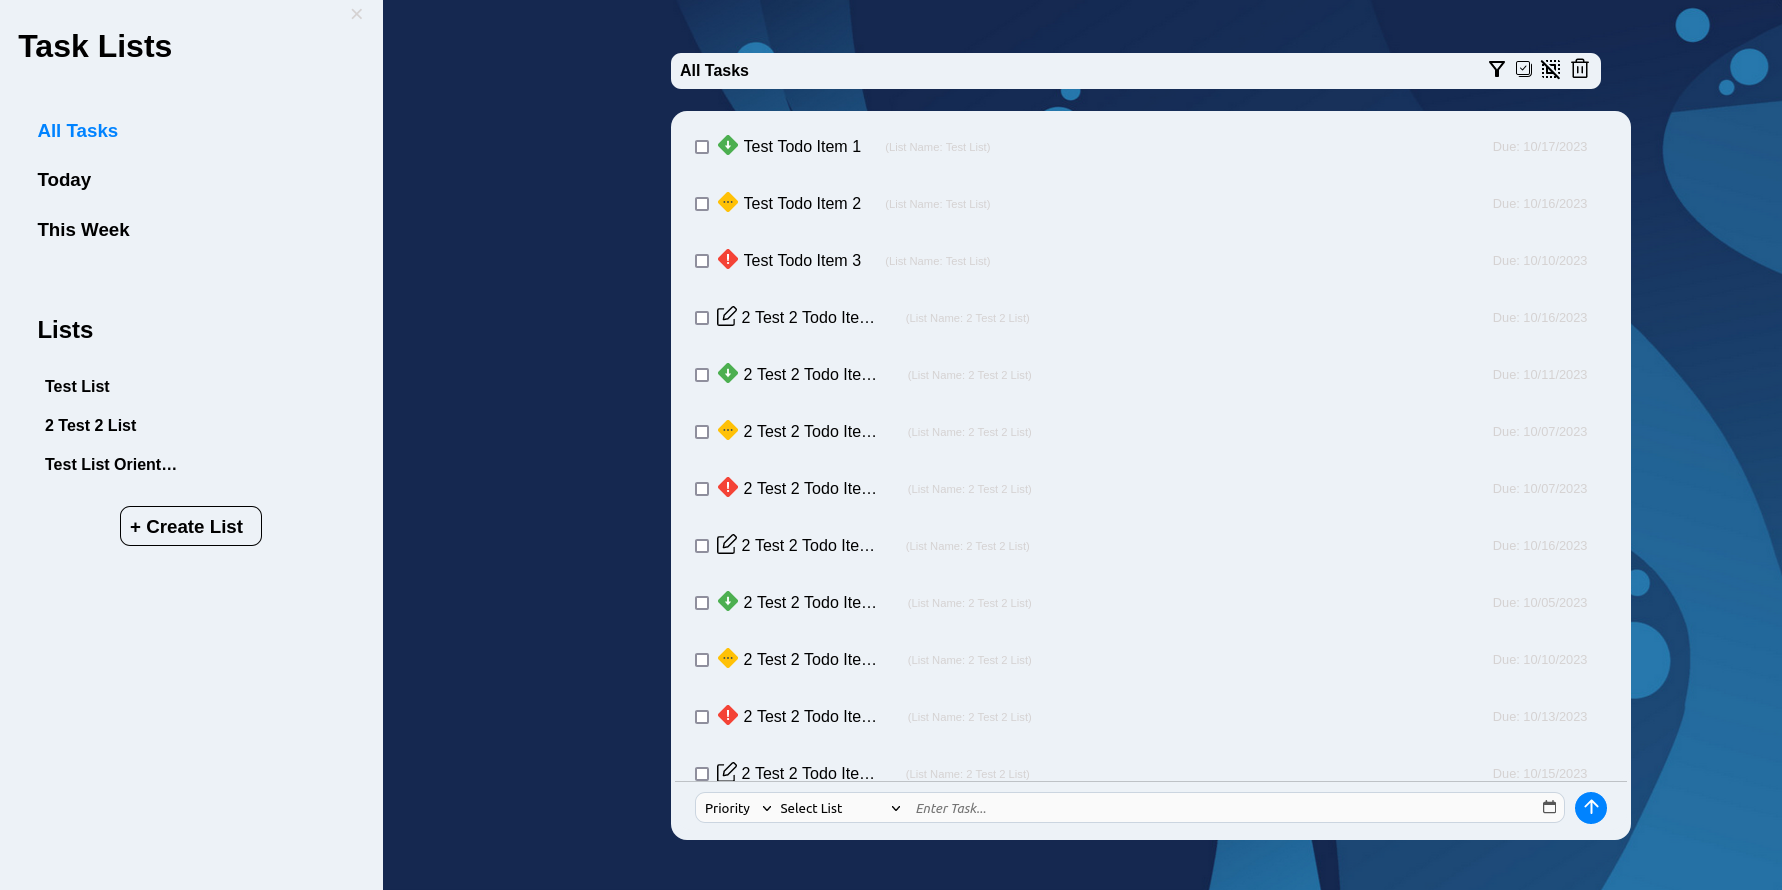 ×
Task Lists
All Tasks
Today
This Week
Lists
Test List
2 Test 2 List
Test List Orient…
+ Create List
All Tasks
Test Todo Item 1 (List Name: Test List) Due: 10/17/2023
Test Todo Item 2 (List Name: Test List) Due: 10/16/2023
Test Todo Item 3 (List Name: Test List) Due: 10/10/2023
2 Test 2 Todo Ite… (List Name: 2 Test 2 List) Due: 10/16/2023
2 Test 2 Todo Ite… (List Name: 2 Test 2 List) Due: 10/11/2023
2 Test 2 Todo Ite… (List Name: 2 Test 2 List) Due: 10/07/2023
2 Test 2 Todo Ite… (List Name: 2 Test 2 List) Due: 10/07/2023
2 Test 2 Todo Ite… (List Name: 2 Test 2 List) Due: 10/16/2023
2 Test 2 Todo Ite… (List Name: 2 Test 2 List) Due: 10/05/2023
2 Test 2 Todo Ite… (List Name: 2 Test 2 List) Due: 10/10/2023
2 Test 2 Todo Ite… (List Name: 2 Test 2 List) Due: 10/13/2023
2 Test 2 Todo Ite… (List Name: 2 Test 2 List) Due: 10/15/2023
Priority Select List Enter Task...